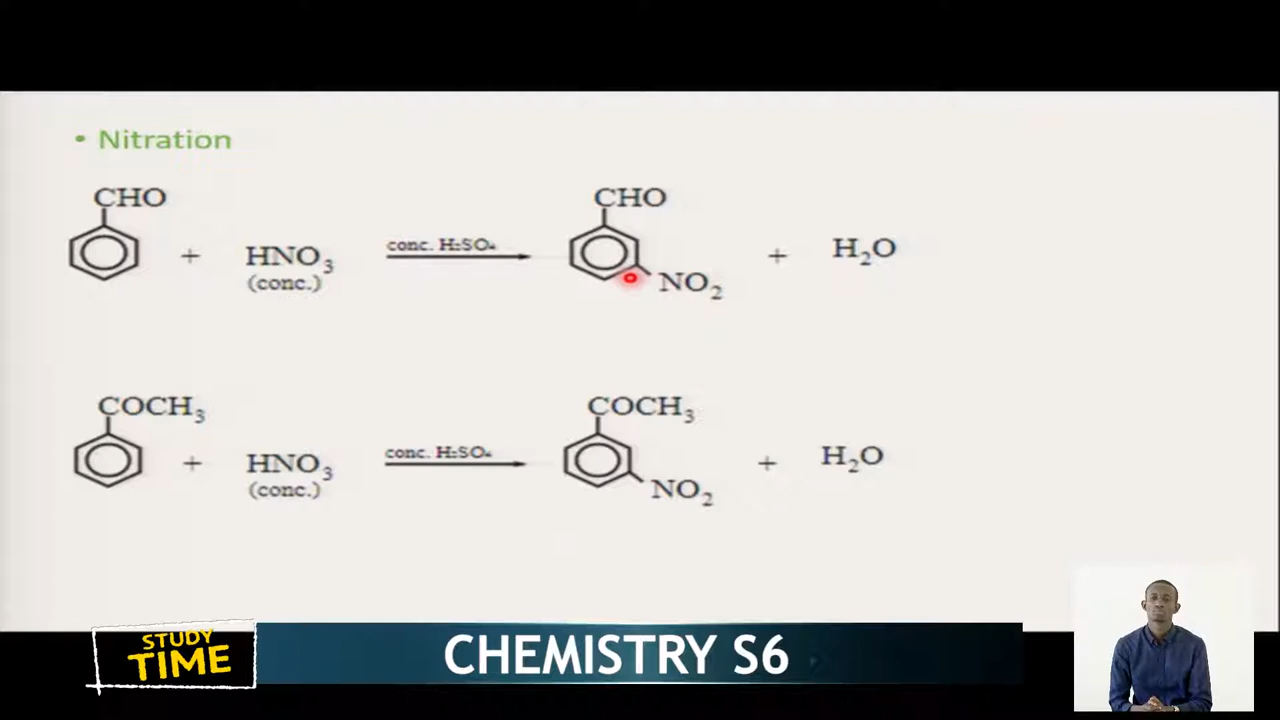 • Nitration
CHO CHO
+ HNO₃ conc. H₂SO₄ + H₂O
(conc.) NO₂
COCH₃ COCH₃
+ HNO₃ conc. H₂SO₄ + H₂O
(conc.) NO₂
STUDY
TIME
CHEMISTRY S6